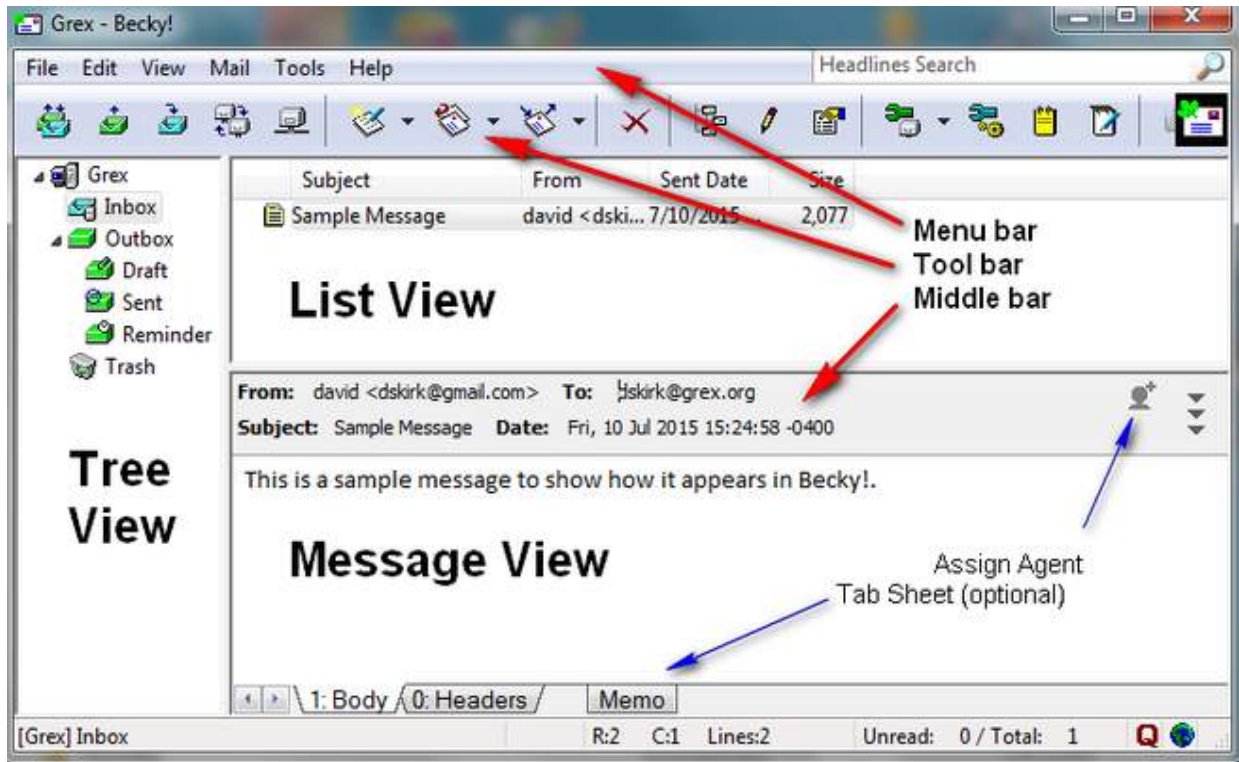 Grex - Becky!
File Edit View Mail Tools Help
Headlines Search
Grex
Inbox
Outbox
Draft
Sent
Reminder
Trash
Tree
View
Subject From Sent Date Size
Sample Message david <dski... 7/10/2015 ... 2,077
List View
Menu bar
Tool bar
Middle bar
From: david <dskirk@gmail.com> To: dskirk@grex.org
Subject: Sample Message Date: Fri, 10 Jul 2015 15:24:58 -0400
This is a sample message to show how it appears in Becky!.
Message View
Assign Agent
Tab Sheet (optional)
1: Body 0: Headers Memo
[Grex] Inbox R:2 C:1 Lines:2 Unread: 0 / Total: 1 Q